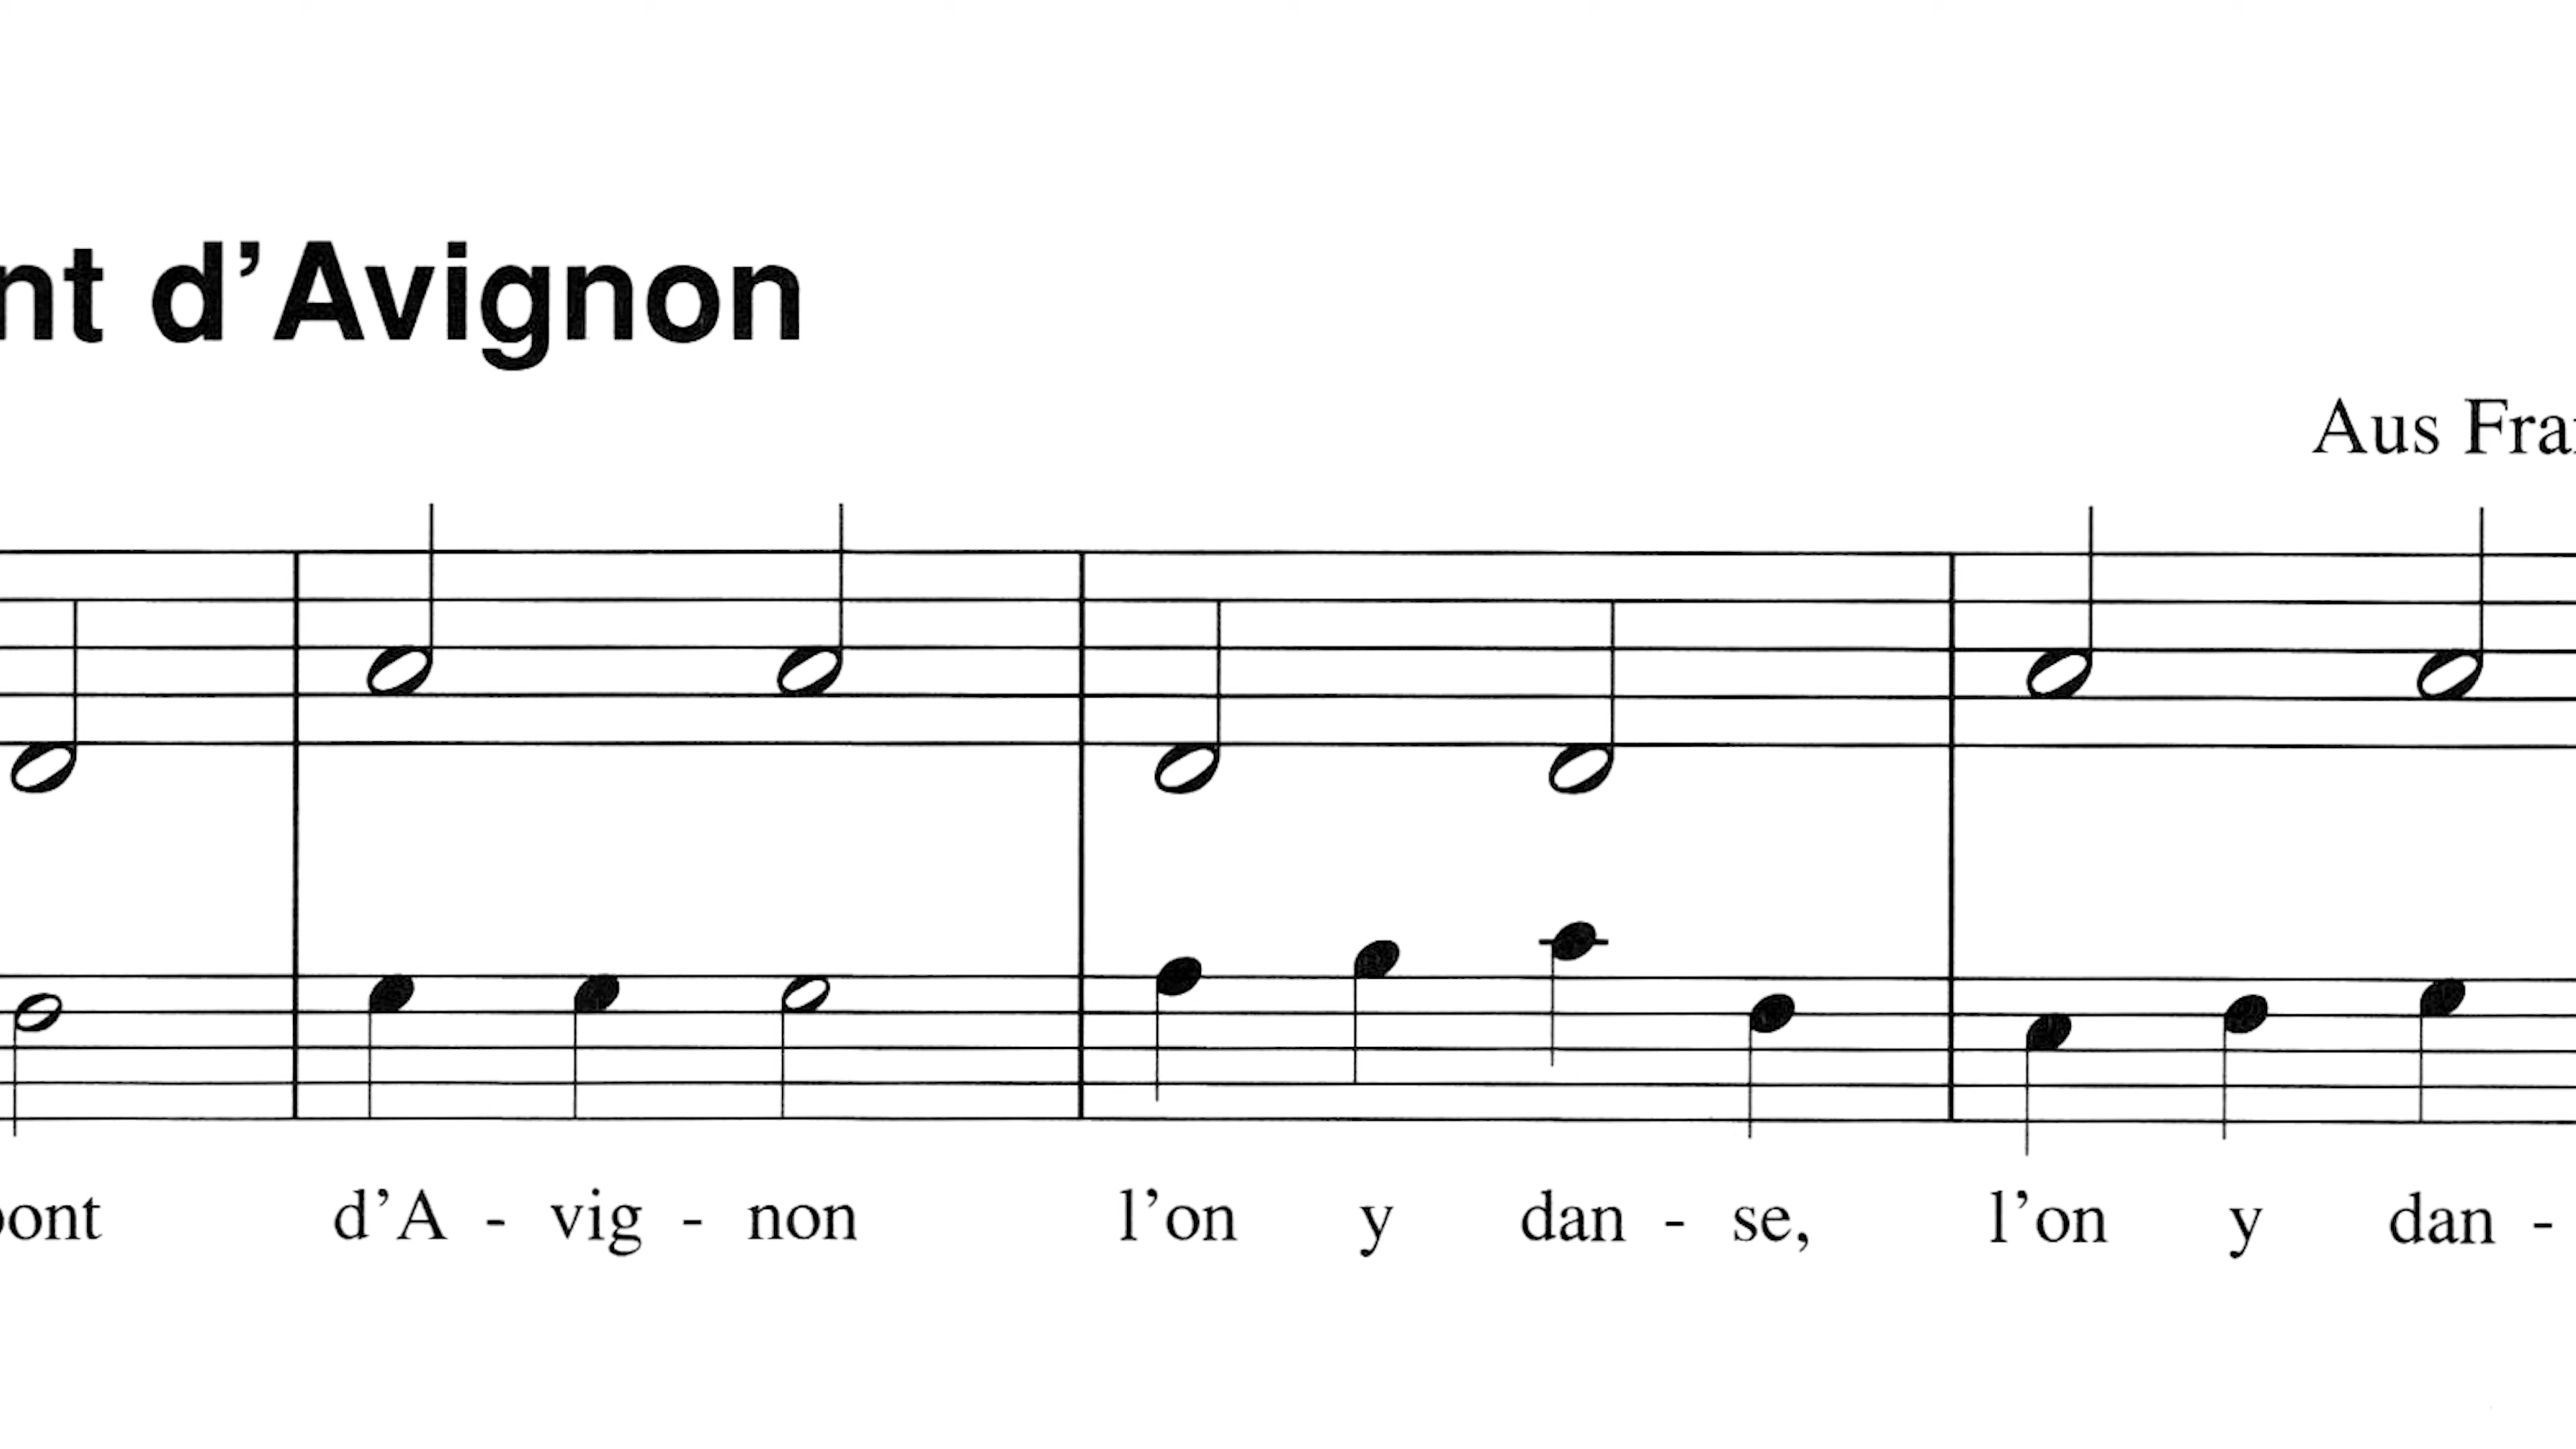 nt d’Avignon
Aus Fra
ont d’A - vig - non l’on y dan - se, l’on y dan -